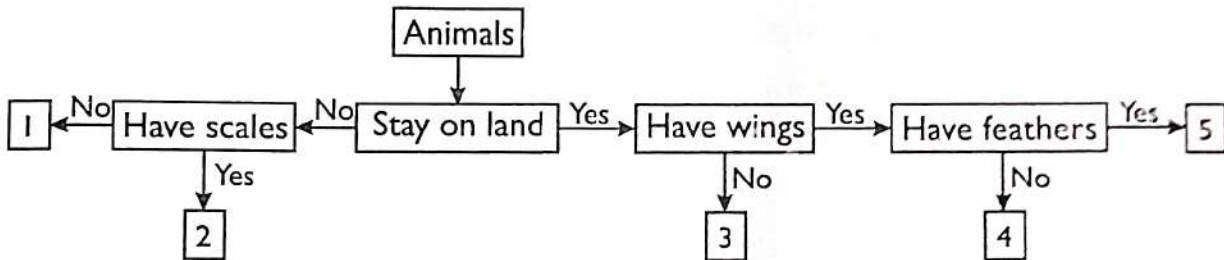 Animals
1 No Have scales No Stay on land Yes Have wings Yes Have feathers Yes 5
Yes No No
2 3 4